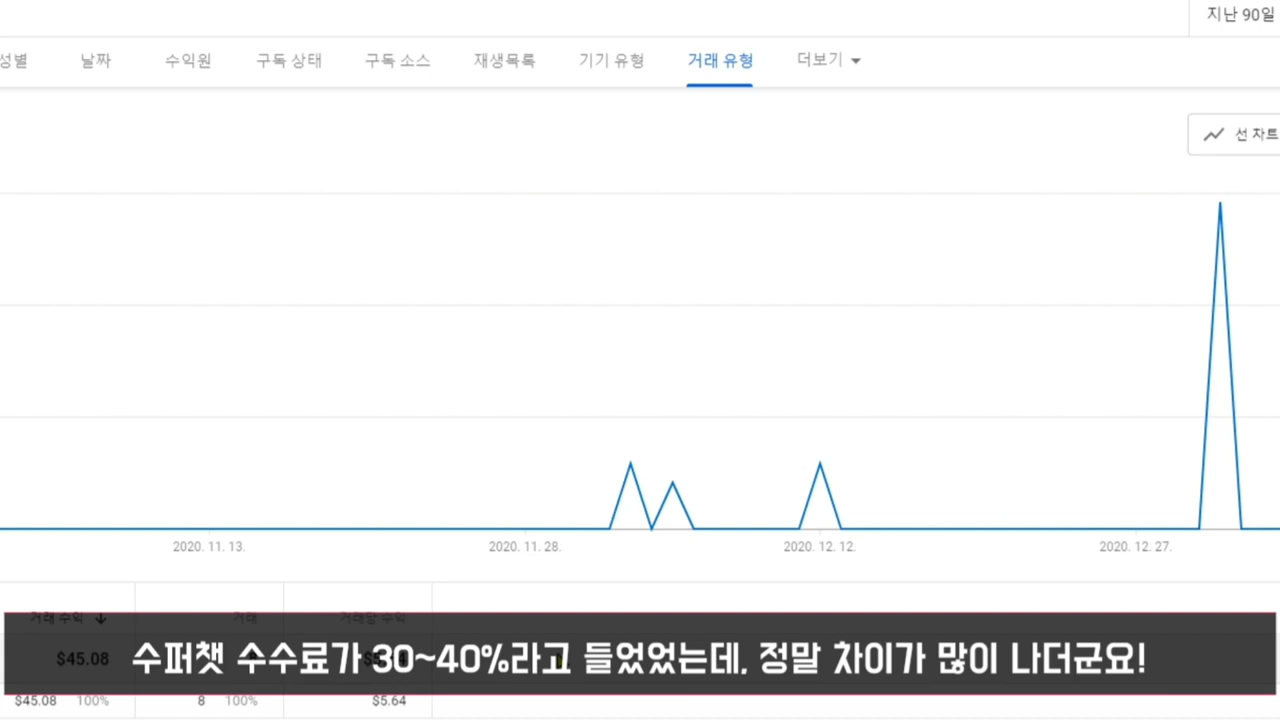 지난 90일
성별 날짜 수익원 구독 상태 구독 소스 재생목록 기기 유형 거래 유형 더보기
선 차트
2020. 11. 13. 2020. 11. 28. 2020. 12. 12. 2020. 12. 27.
거래 수익 거래 거래당 수익
$45.08
수퍼챗 수수료가 30~40%라고 들었었는데, 정말 차이가 많이 나더군요!
$45.08 100% 8 100% $5.64